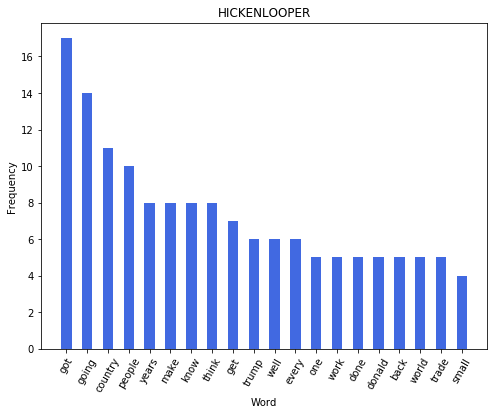 HICKENLOOPER
Frequency
16
14
12
10
8
6
4
2
0
got going country people years make know think get trump well every one work done donald back world trade small
Word